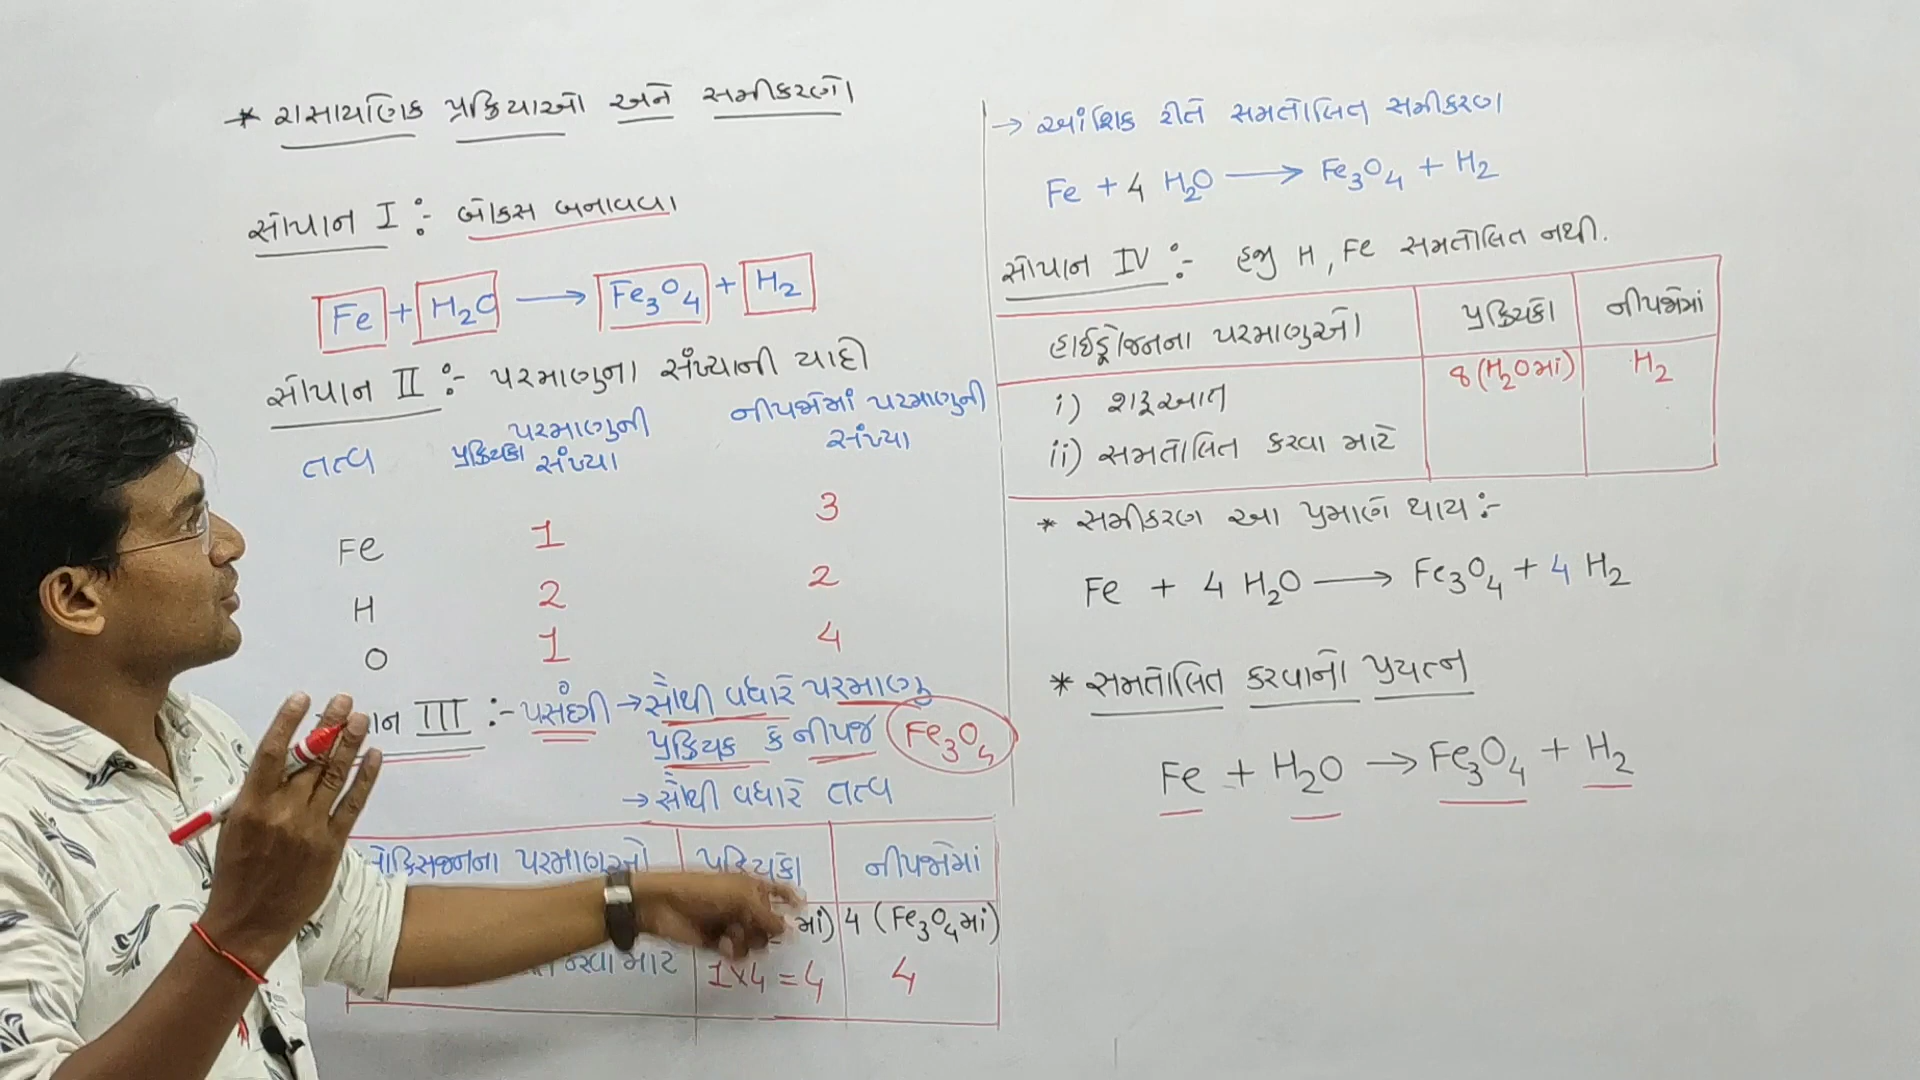 * રાસાયણિક પ્રક્રિયાઓ અને સમીકરણો
સોપાન I :- બોક્સ બનાવવા
Fe + H₂O ⟶ Fe₃O₄ + H₂
સોપાન II :- પરમાણુના સંખ્યાની યાદી
તત્વ પ્રક્રિયકો પરમાણુની સંખ્યા નીપજોમાં પરમાણુની સંખ્યા
Fe 1 3
H 2 2
O 1 4
III :- પસંદગી → સૌથી વધારે પરમાણુ
પ્રક્રિયક કે નીપજ Fe₃O₄
→ સૌથી વધારે તત્વ
પરમાણુઓ પ્રક્રિયકો નીપજોમાં
માં) 4 (Fe₃O₄માં)
માટે 1×4 = 4 4
→ આંશિક રીતે સમતોલિત સમીકરણ
Fe + 4 H₂O ⟶ Fe₃O₄ + H₂
સોપાન IV :- હજી H, Fe સમતોલિત નથી.
હાઈડ્રોજનના પરમાણુઓ પ્રક્રિયકો નીપજોમાં
i) શરૂઆત 8 (H₂Oમાં) H₂
ii) સમતોલિત કરવા માટે
* સમીકરણ આ પ્રમાણે થાય :-
Fe + 4 H₂O ⟶ Fe₃O₄ + 4 H₂
* સમતોલિત કરવાનો પ્રયત્ન
Fe + H₂O → Fe₃O₄ + H₂